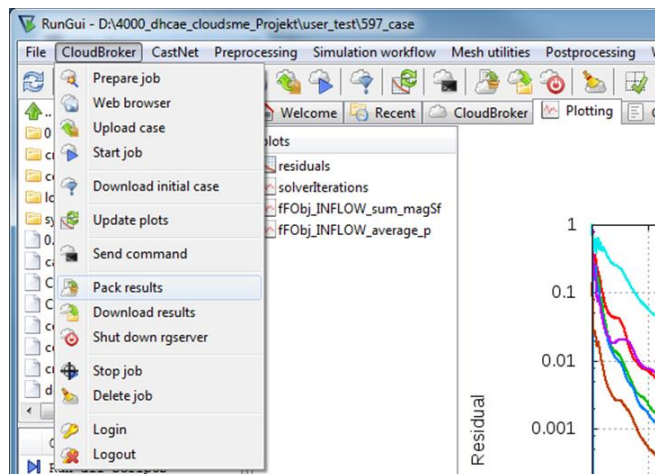 RunGui - D:\4000_dhcae_cloudsme_Projekt\user_test\597_case
File CloudBroker CastNet Preprocessing Simulation workflow Mesh utilities Postprocessing
Welcome Recent CloudBroker Plotting
Prepare job
Web browser
Upload case
Start job
Download initial case
Update plots
Send command
Pack results
Download results
Shut down rgserver
Stop job
Delete job
Login
Logout
..
0
lots
residuals
solverIterations
fFObj_INFLOW_sum_magSf
fFObj_INFLOW_average_p
1
0.1
0.01
0.001
Residual